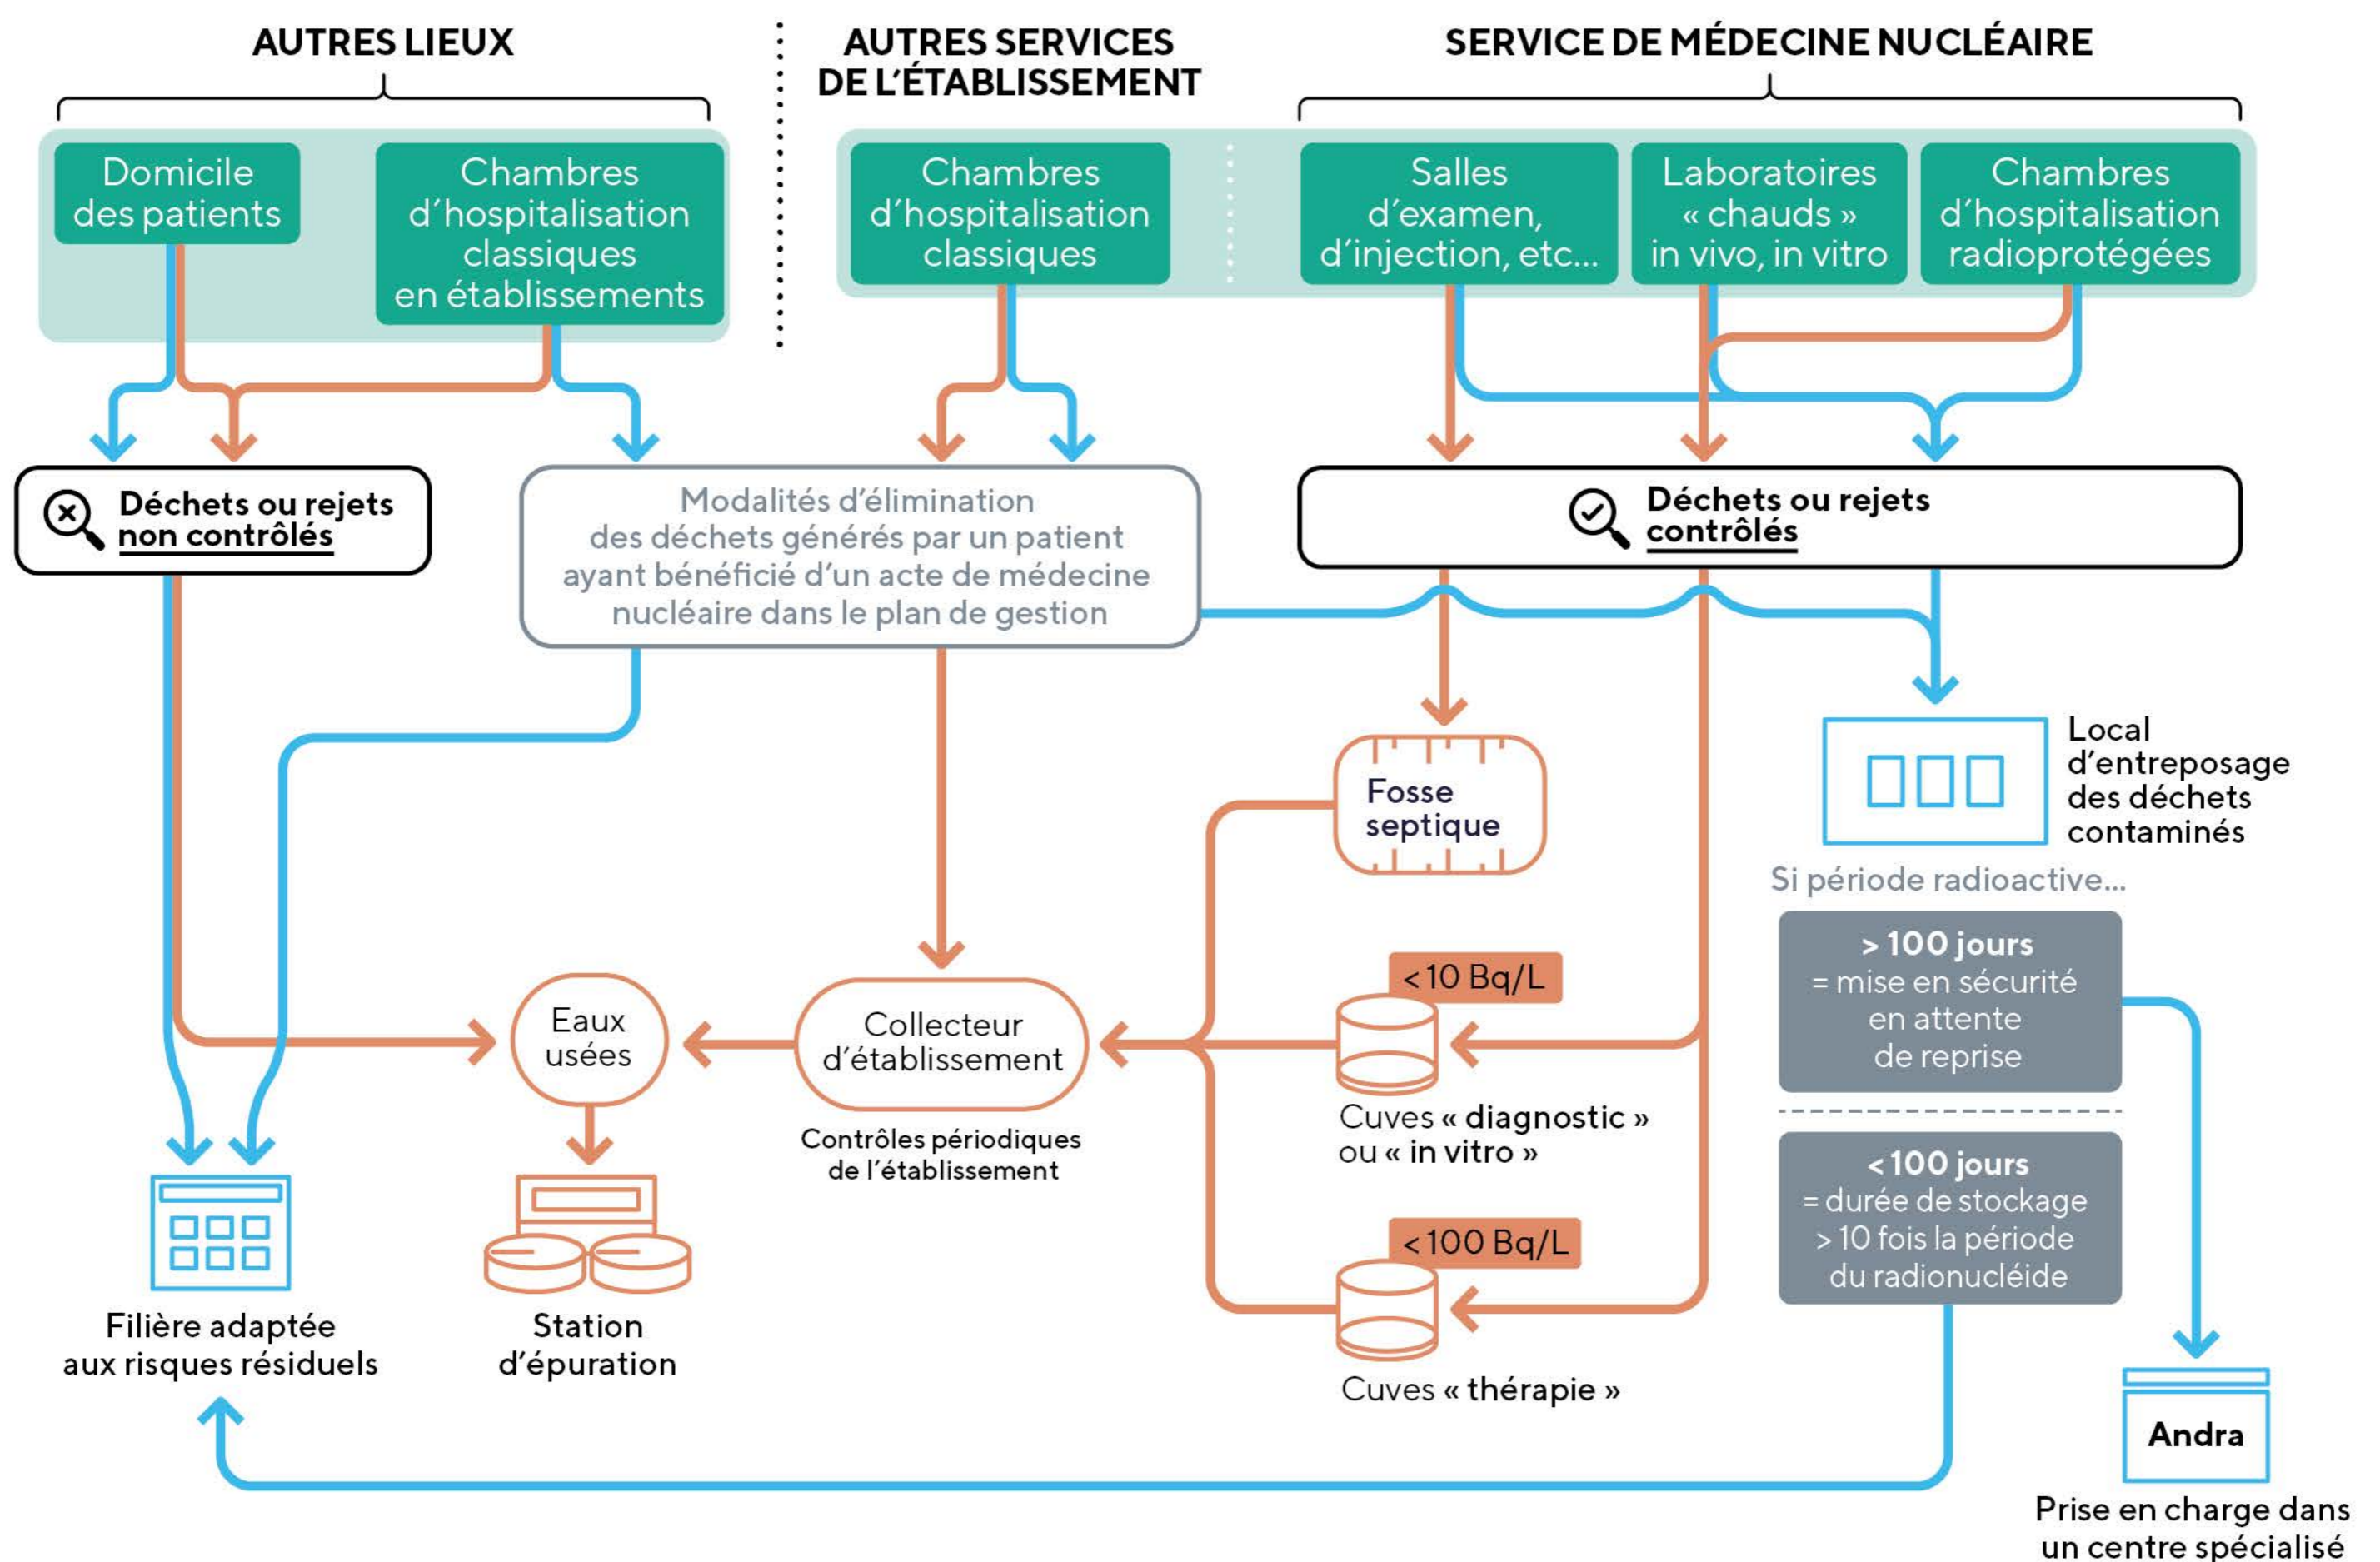 AUTRES LIEUX
AUTRES SERVICES
DE L'ÉTABLISSEMENT
SERVICE DE MÉDECINE NUCLÉAIRE
Domicile
des patients
Chambres
d'hospitalisation
classiques
en établissements
Chambres
d'hospitalisation
classiques
Salles
d'examen,
d'injection, etc...
Laboratoires
« chauds »
in vivo, in vitro
Chambres
d'hospitalisation
radioprotégées
Déchets ou rejets
non contrôlés
Modalités d'élimination
des déchets générés par un patient
ayant bénéficié d'un acte de médecine
nucléaire dans le plan de gestion
Déchets ou rejets
contrôlés
Fosse
septique
Local
d'entreposage
des déchets
contaminés
Si période radioactive...
> 100 jours
= mise en sécurité
en attente
de reprise
< 100 jours
= durée de stockage
> 10 fois la période
du radionucléide
Eaux
usées
Collecteur
d'établissement
Contrôles périodiques
de l'établissement
< 10 Bq/L
Cuves « diagnostic »
ou « in vitro »
< 100 Bq/L
Cuves « thérapie »
Filière adaptée
aux risques résiduels
Station
d'épuration
Andra
Prise en charge dans
un centre spécialisé